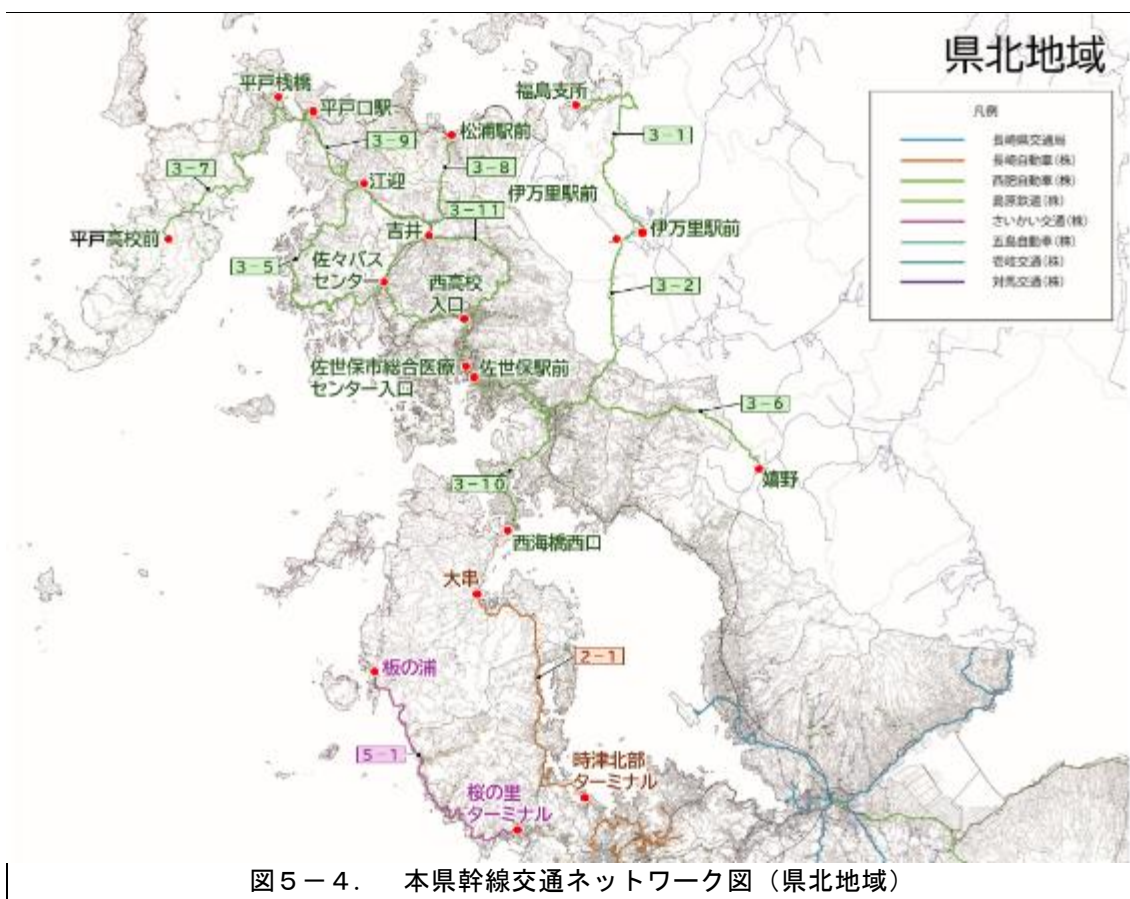 県北地域
凡例
長崎県交通局
長崎自動車(株)
西肥自動車(株)
島原鉄道(株)
さいかい交通(株)
五島自動車(株)
壱岐交通(株)
対馬交通(株)
平戸桟橋
平戸口駅
福島支所
松浦駅前
3-1
3-9
3-8
3-7
江迎
伊万里駅前
3-11
吉井
伊万里駅前
平戸高校前
佐々バス
センター
3-5
西高校
入口
3-2
佐世保市総合医療
センター入口
佐世保駅前
3-6
嬉野
3-10
西海橋西口
大串
2-1
板の浦
5-1
時津北部
ターミナル
桜の里
ターミナル
図5-4. 本県幹線交通ネットワーク図（県北地域）